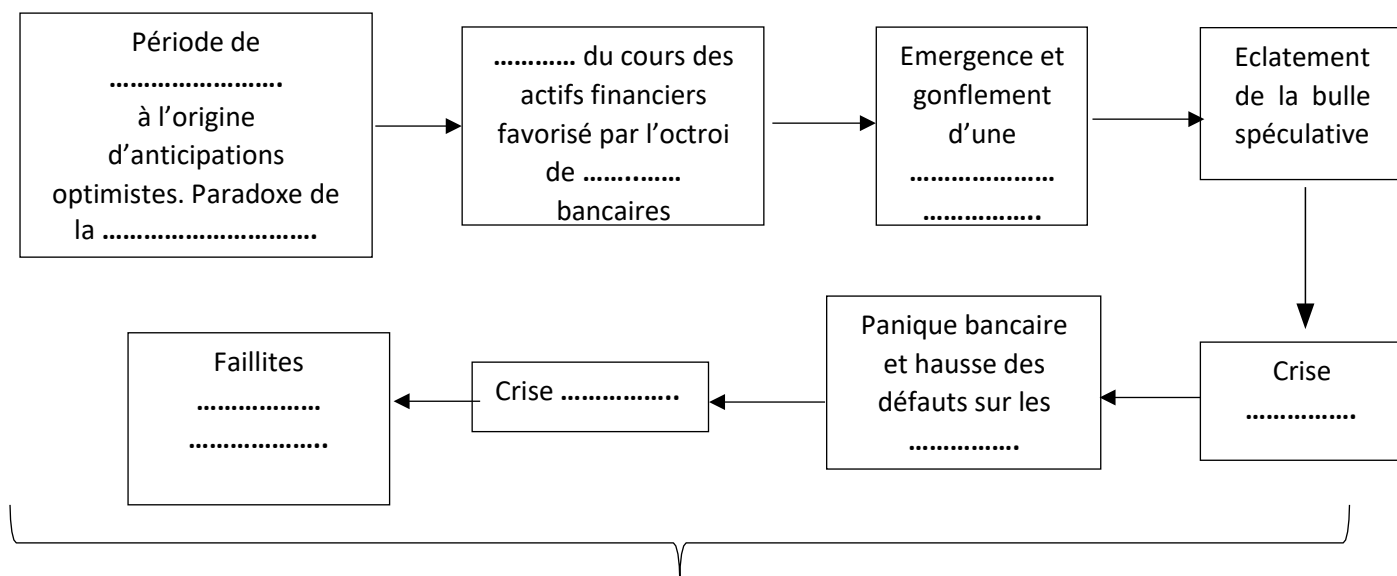 Période de
……………………….
à l’origine
d’anticipations
optimistes. Paradoxe de
la …………………………….
………… du cours des
actifs financiers
favorisé par l’octroi
de ……..……
bancaires
Emergence et
gonflement
d’une
……………………
………………..
Eclatement
de la bulle
spéculative
Crise
……………….
Panique bancaire
et hausse des
défauts sur les
……………….
Crise ………………..
Faillites
…………………
…………………..